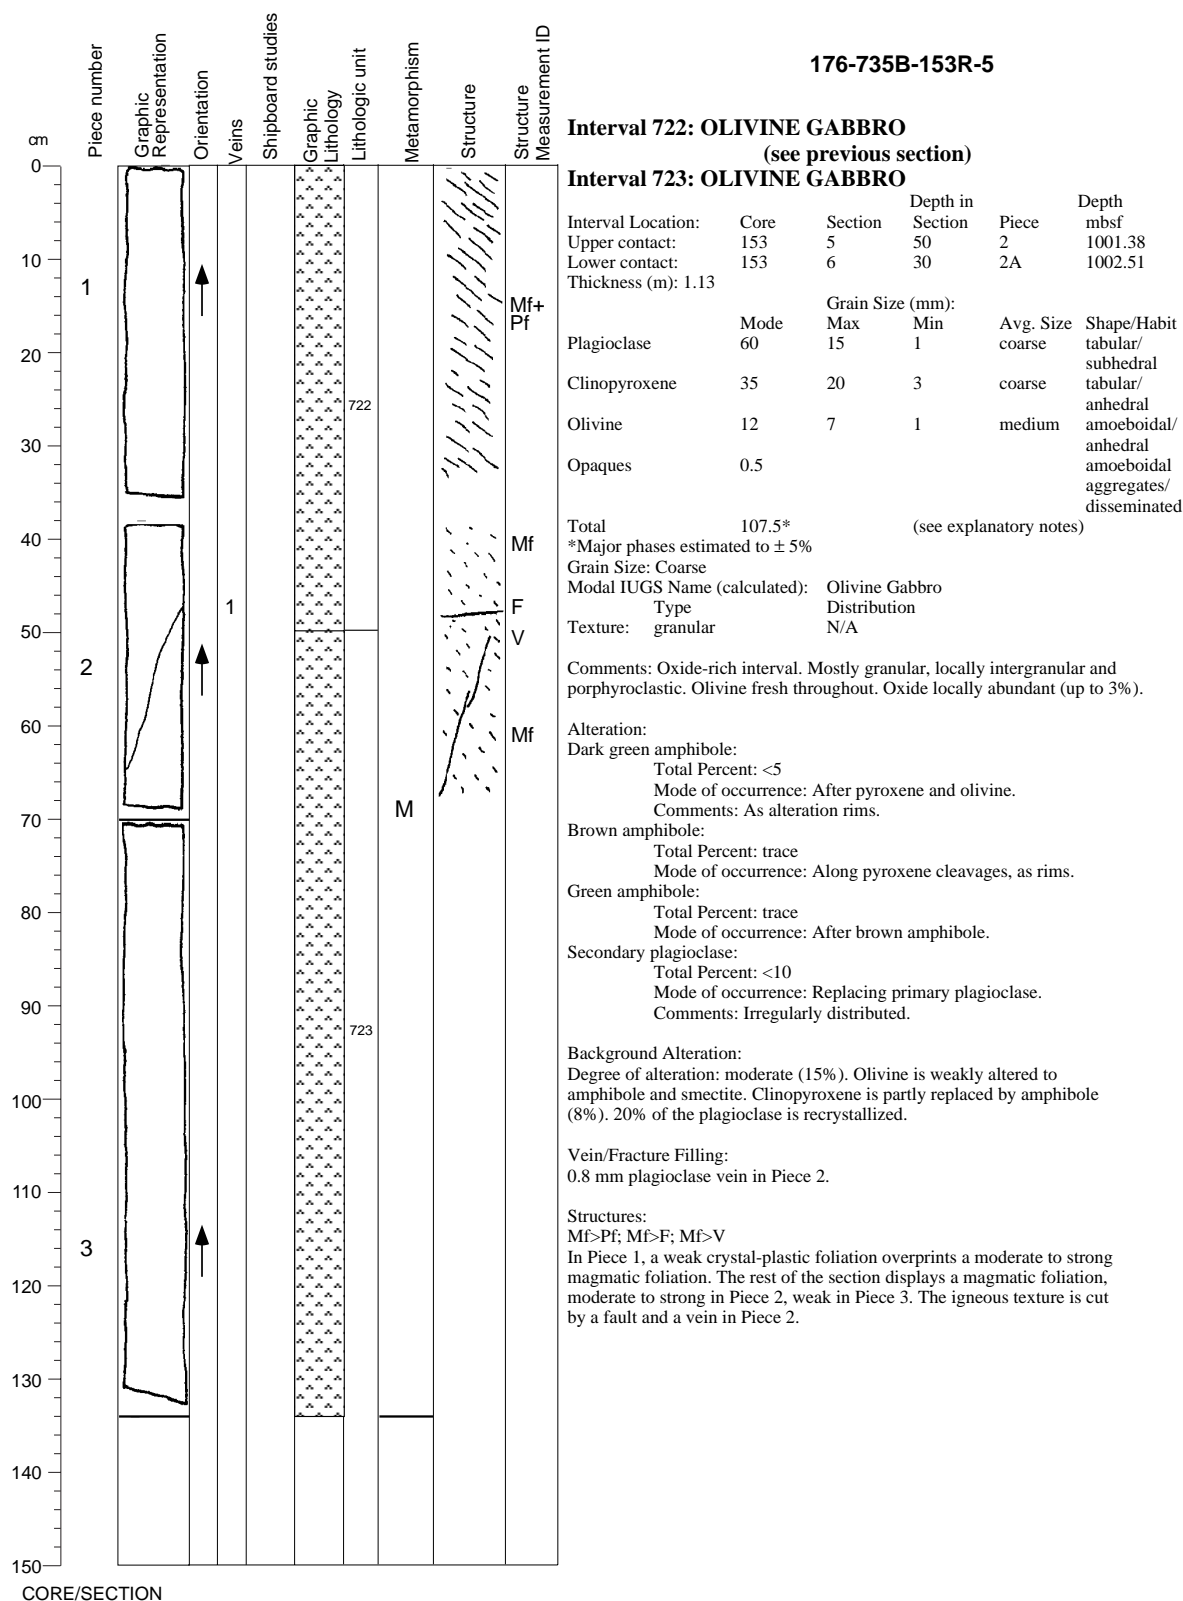 176-735B-153R-5
cm
Piece number
Graphic
Representation
Orientation
Veins
Shipboard studies
Graphic
Lithology
Lithologic unit
Metamorphism
Structure
Structure
Measurement ID
0
10
20
30
40
50
60
70
80
90
100
110
120
130
140
150
1
2
3
1
722
723
M
Mf+
Pf
Mf
F
V
Mf
CORE/SECTION
Interval 722: OLIVINE GABBRO
(see previous section)
Interval 723: OLIVINE GABBRO
Depth in Depth
Interval Location: Core Section Section Piece mbsf
Upper contact: 153 5 50 2 1001.38
Lower contact: 153 6 30 2A 1002.51
Thickness (m): 1.13
Grain Size (mm):
Mode Max Min Avg. Size Shape/Habit
Plagioclase 60 15 1 coarse tabular/
subhedral
Clinopyroxene 35 20 3 coarse tabular/
anhedral
Olivine 12 7 1 medium amoeboidal/
anhedral
Opaques 0.5 amoeboidal
aggregates/
disseminated
Total 107.5* (see explanatory notes)
*Major phases estimated to ± 5%
Grain Size: Coarse
Modal IUGS Name (calculated): Olivine Gabbro
Type Distribution
Texture: granular N/A
Comments: Oxide-rich interval. Mostly granular, locally intergranular and
porphyroclastic. Olivine fresh throughout. Oxide locally abundant (up to 3%).
Alteration:
Dark green amphibole:
Total Percent: <5
Mode of occurrence: After pyroxene and olivine.
Comments: As alteration rims.
Brown amphibole:
Total Percent: trace
Mode of occurrence: Along pyroxene cleavages, as rims.
Green amphibole:
Total Percent: trace
Mode of occurrence: After brown amphibole.
Secondary plagioclase:
Total Percent: <10
Mode of occurrence: Replacing primary plagioclase.
Comments: Irregularly distributed.
Background Alteration:
Degree of alteration: moderate (15%). Olivine is weakly altered to
amphibole and smectite. Clinopyroxene is partly replaced by amphibole
(8%). 20% of the plagioclase is recrystallized.
Vein/Fracture Filling:
0.8 mm plagioclase vein in Piece 2.
Structures:
Mf>Pf; Mf>F; Mf>V
In Piece 1, a weak crystal-plastic foliation overprints a moderate to strong
magmatic foliation. The rest of the section displays a magmatic foliation,
moderate to strong in Piece 2, weak in Piece 3. The igneous texture is cut
by a fault and a vein in Piece 2.